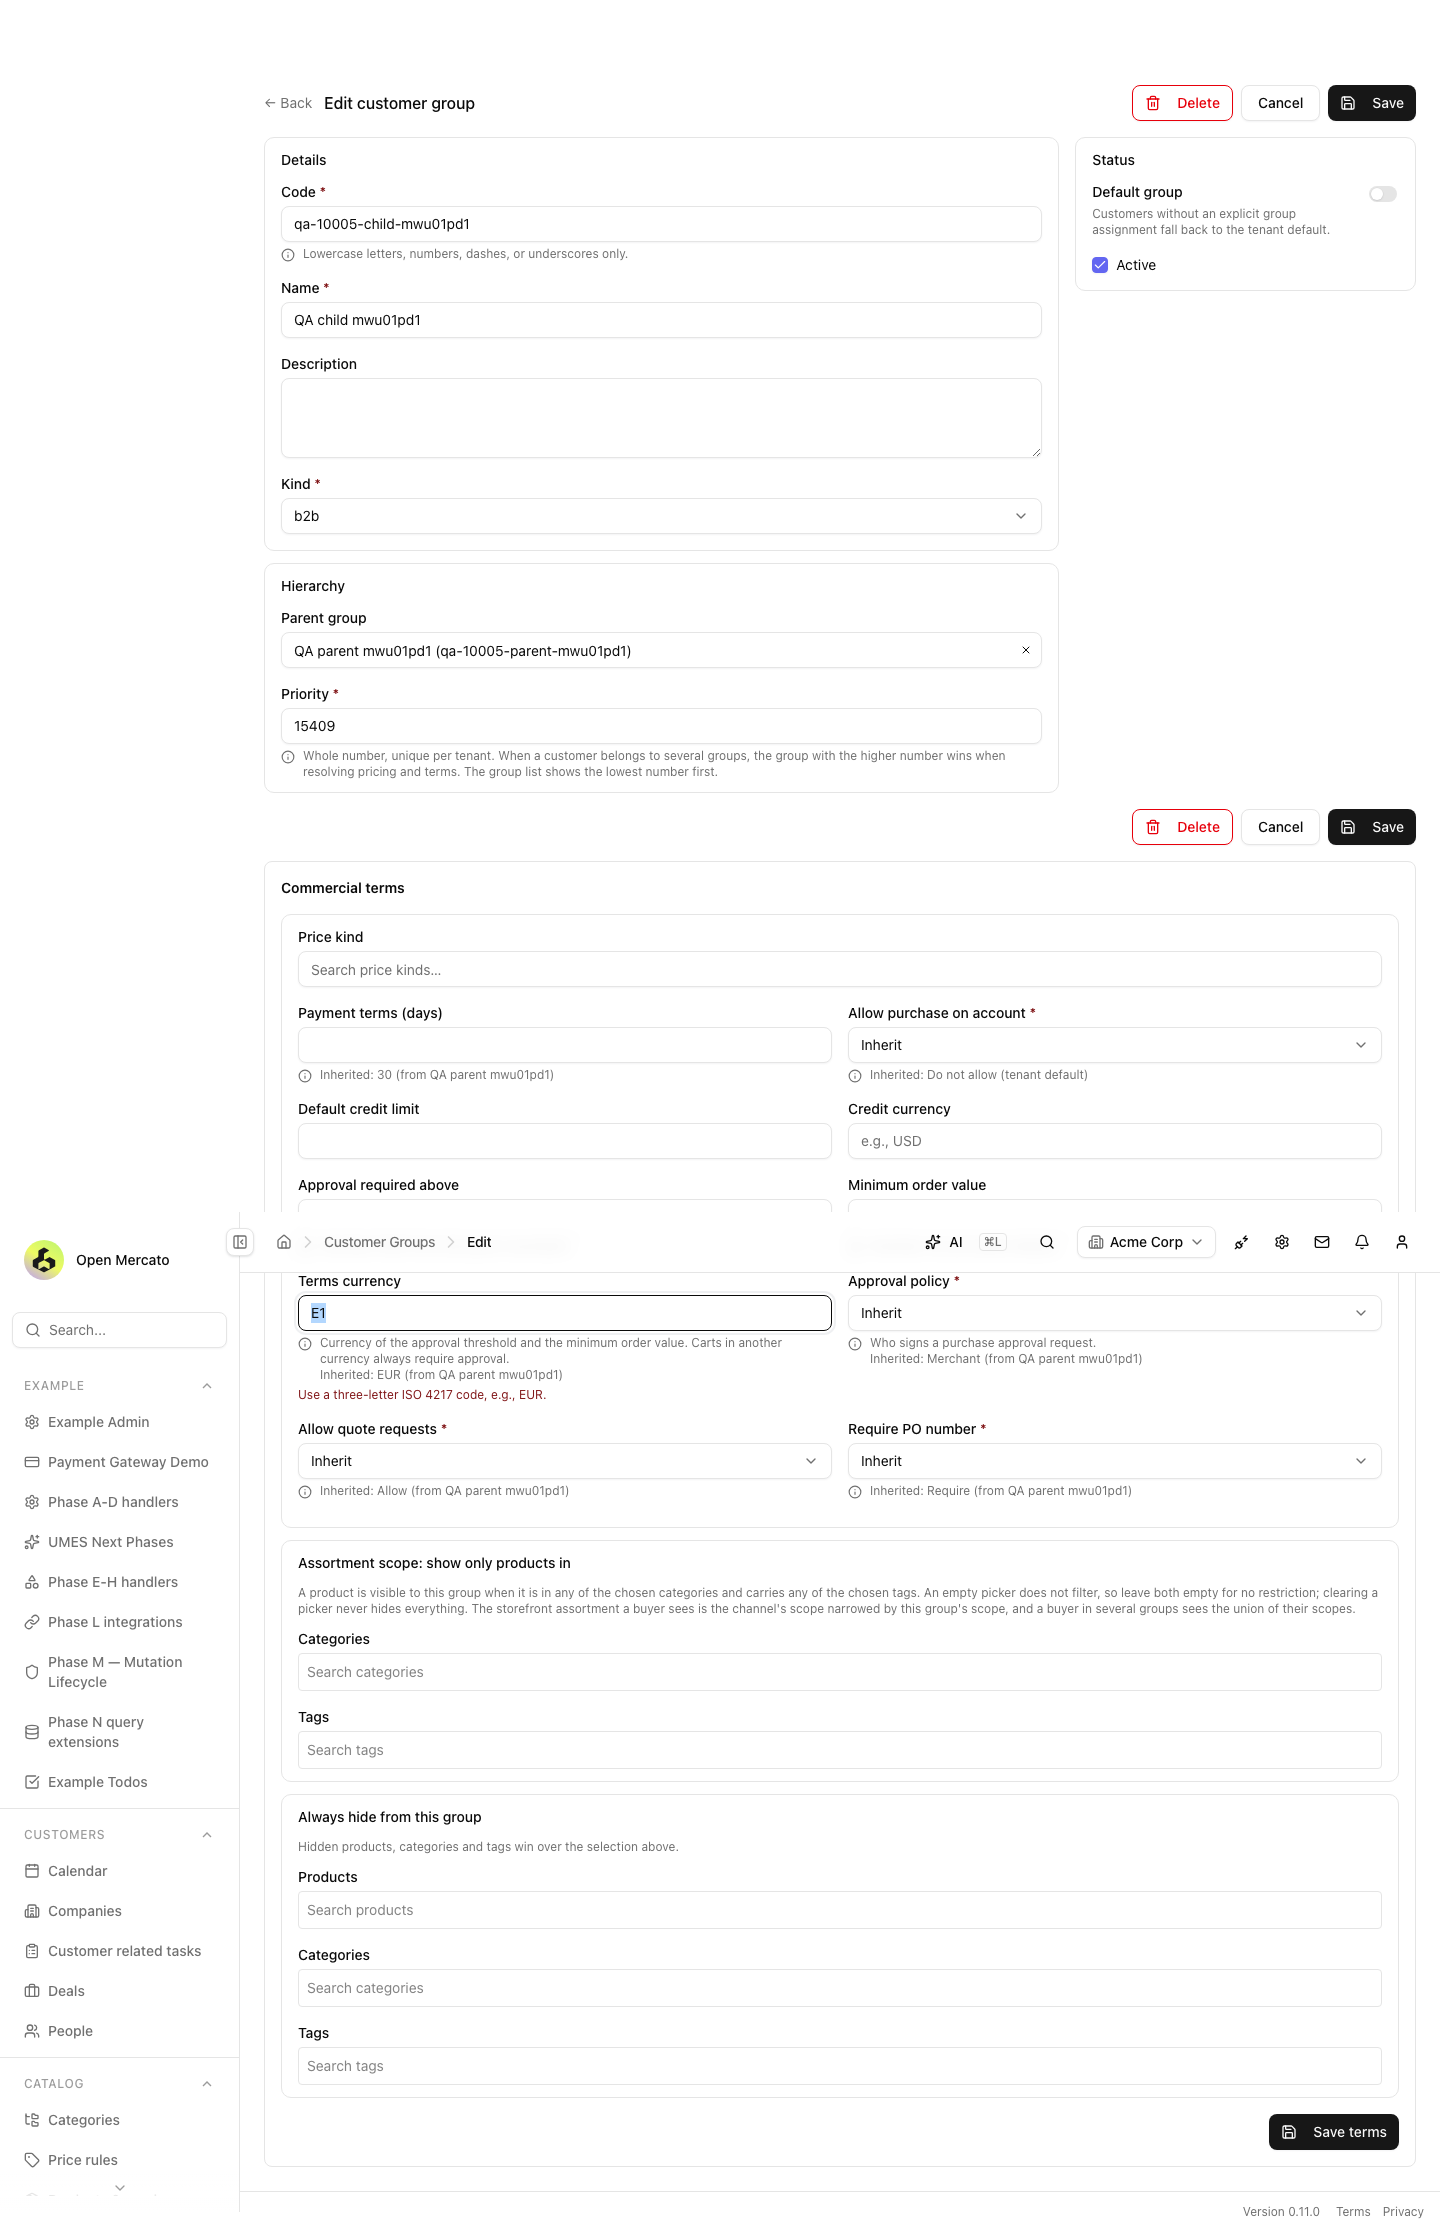 ← Back Edit customer group
Delete Cancel Save
Details
Code *
qa-10005-child-mwu01pd1
Lowercase letters, numbers, dashes, or underscores only.
Name *
QA child mwu01pd1
Description
Kind *
b2b
Status
Default group
Customers without an explicit group
assignment fall back to the tenant default.
Active
Hierarchy
Parent group
QA parent mwu01pd1 (qa-10005-parent-mwu01pd1)
Priority *
15409
Whole number, unique per tenant. When a customer belongs to several groups, the group with the higher number wins when
resolving pricing and terms. The group list shows the lowest number first.
Delete Cancel Save
Commercial terms
Price kind
Search price kinds...
Payment terms (days) Allow purchase on account *
Inherit
Inherited: 30 (from QA parent mwu01pd1) Inherited: Do not allow (tenant default)
Default credit limit Credit currency
e.g., USD
Approval required above Minimum order value
Open Mercato
Customer Groups Edit
AI ⌘L Acme Corp
Search...
EXAMPLE
Example Admin
Payment Gateway Demo
Phase A-D handlers
UMES Next Phases
Phase E-H handlers
Phase L integrations
Phase M — Mutation
Lifecycle
Phase N query
extensions
Example Todos
CUSTOMERS
Calendar
Companies
Customer related tasks
Deals
People
CATALOG
Categories
Price rules
Terms currency Approval policy *
E1 Inherit
Currency of the approval threshold and the minimum order value. Carts in another
currency always require approval.
Inherited: EUR (from QA parent mwu01pd1)
Use a three-letter ISO 4217 code, e.g., EUR.
Who signs a purchase approval request.
Inherited: Merchant (from QA parent mwu01pd1)
Allow quote requests * Require PO number *
Inherit Inherit
Inherited: Allow (from QA parent mwu01pd1) Inherited: Require (from QA parent mwu01pd1)
Assortment scope: show only products in
A product is visible to this group when it is in any of the chosen categories and carries any of the chosen tags. An empty picker does not filter, so leave both empty for no restriction; clearing a
picker never hides everything. The storefront assortment a buyer sees is the channel's scope narrowed by this group's scope, and a buyer in several groups sees the union of their scopes.
Categories
Search categories
Tags
Search tags
Always hide from this group
Hidden products, categories and tags win over the selection above.
Products
Search products
Categories
Search categories
Tags
Search tags
Save terms
Version 0.11.0 Terms Privacy